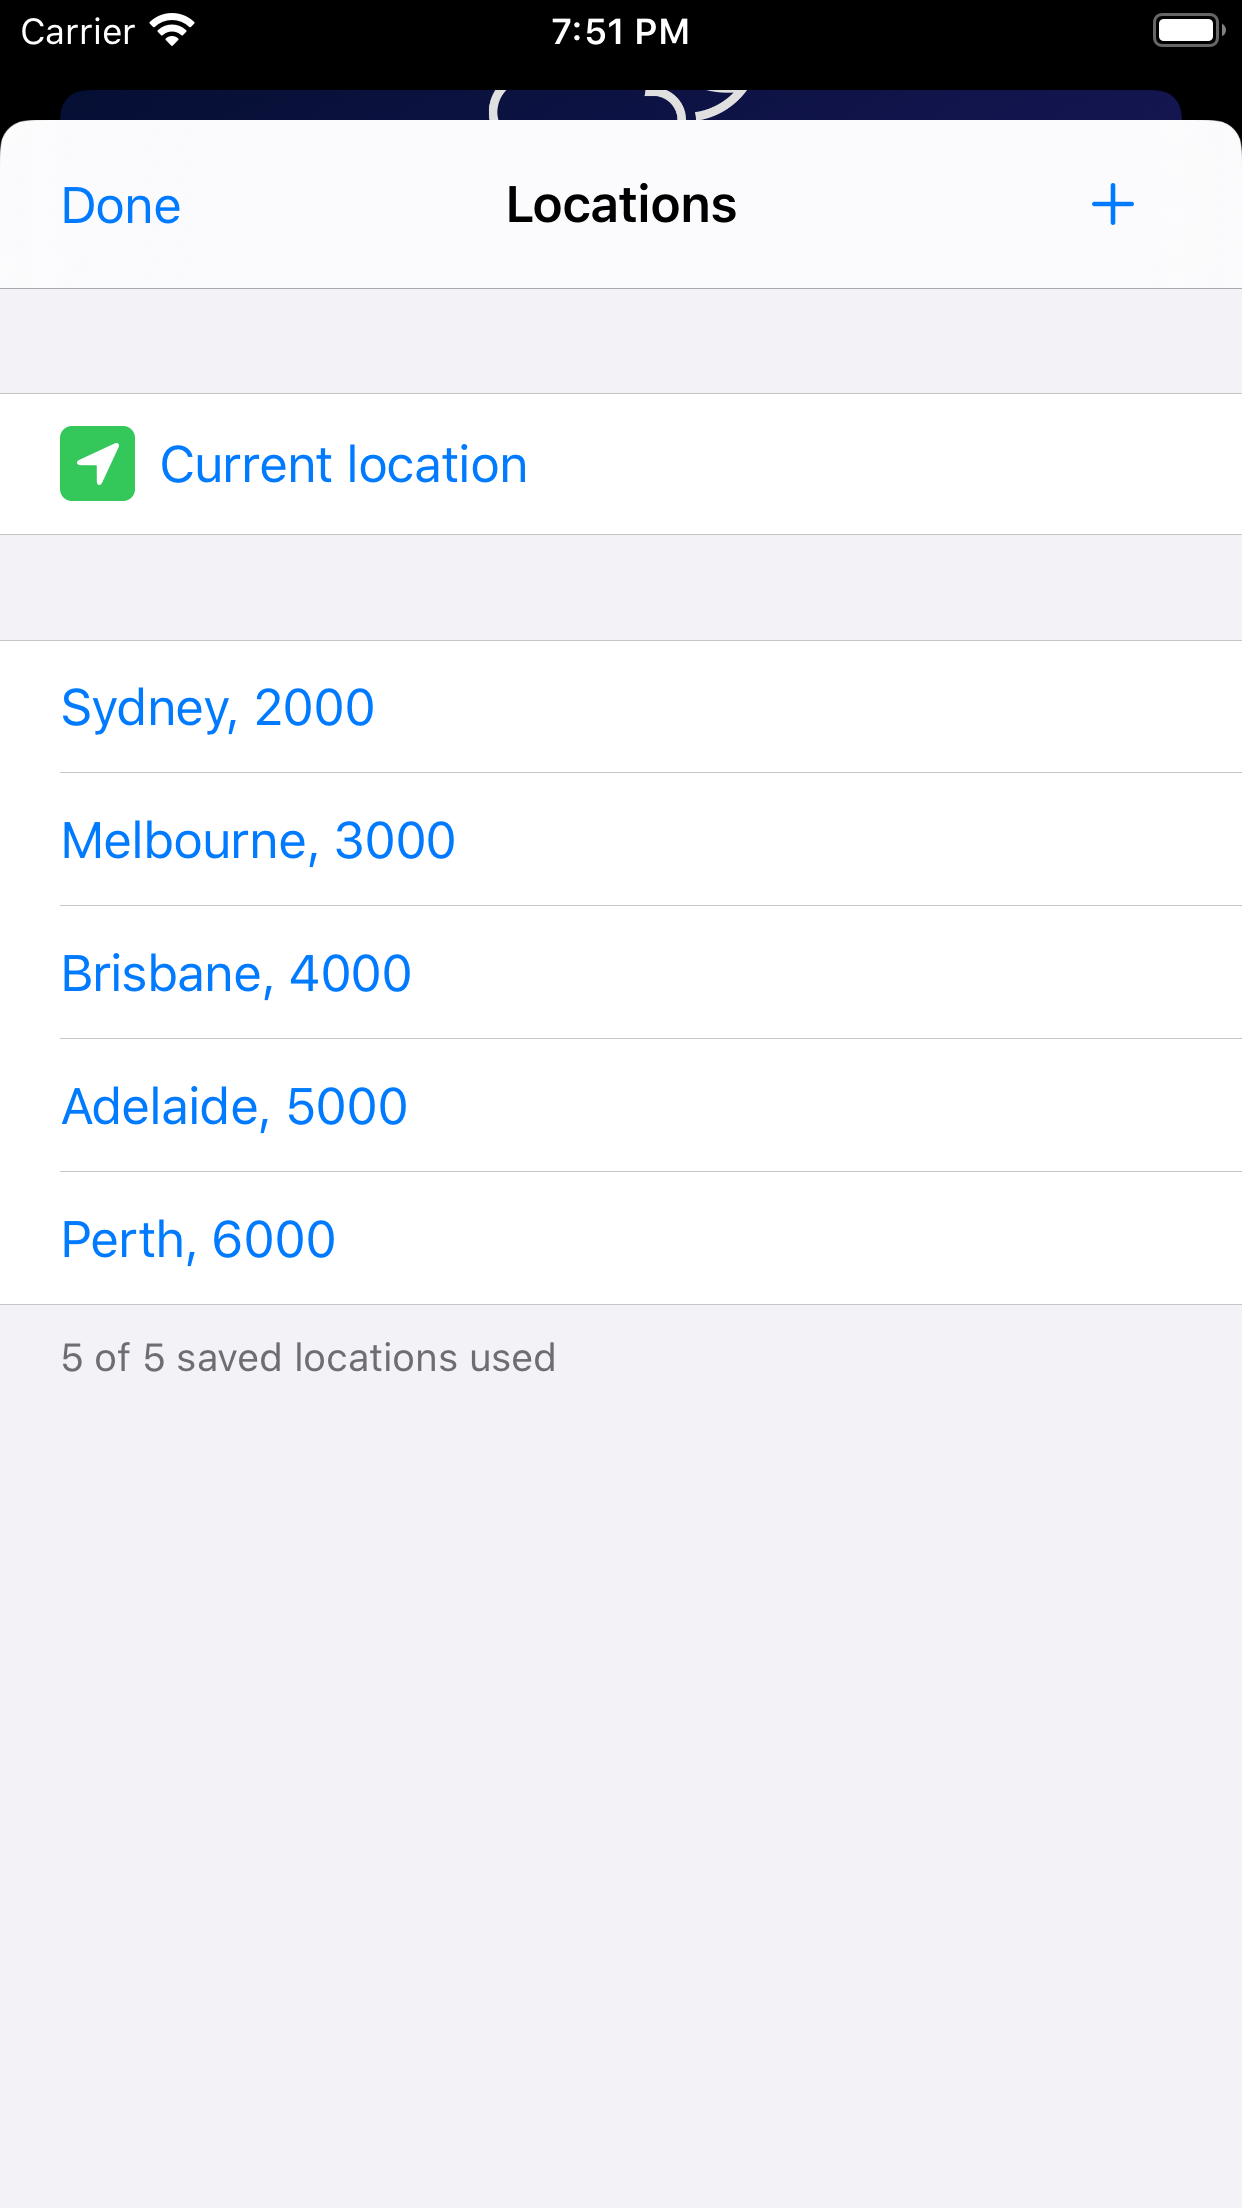 Carrier 7:51 PM
Done Locations +
Current location
Sydney, 2000
Melbourne, 3000
Brisbane, 4000
Adelaide, 5000
Perth, 6000
5 of 5 saved locations used